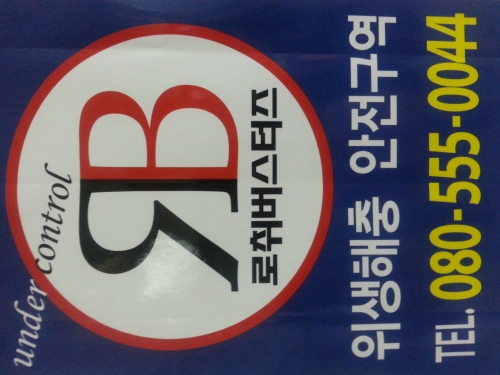 under control
ЯB
로취버스터즈
위생해충 안전구역
TEL. 080-555-0044